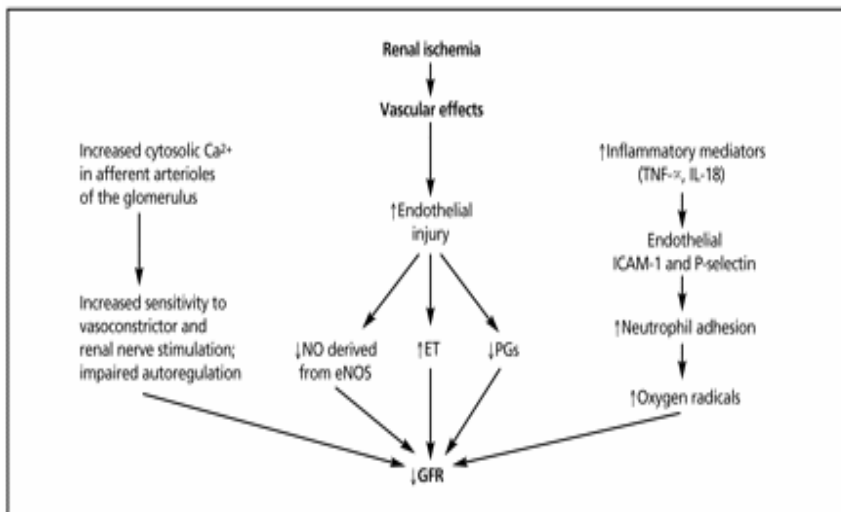 Renal ischemia
Vascular effects
Increased cytosolic Ca2+
in afferent arterioles
of the glomerulus
Increased sensitivity to
vasoconstrictor and
renal nerve stimulation;
impaired autoregulation
↑Endothelial
injury
↓NO derived
from eNOS
↑ET
↓PGs
↑Inflammatory mediators
(TNF-∝, IL-18)
Endothelial
ICAM-1 and P-selectin
↑Neutrophil adhesion
↑Oxygen radicals
↓GFR